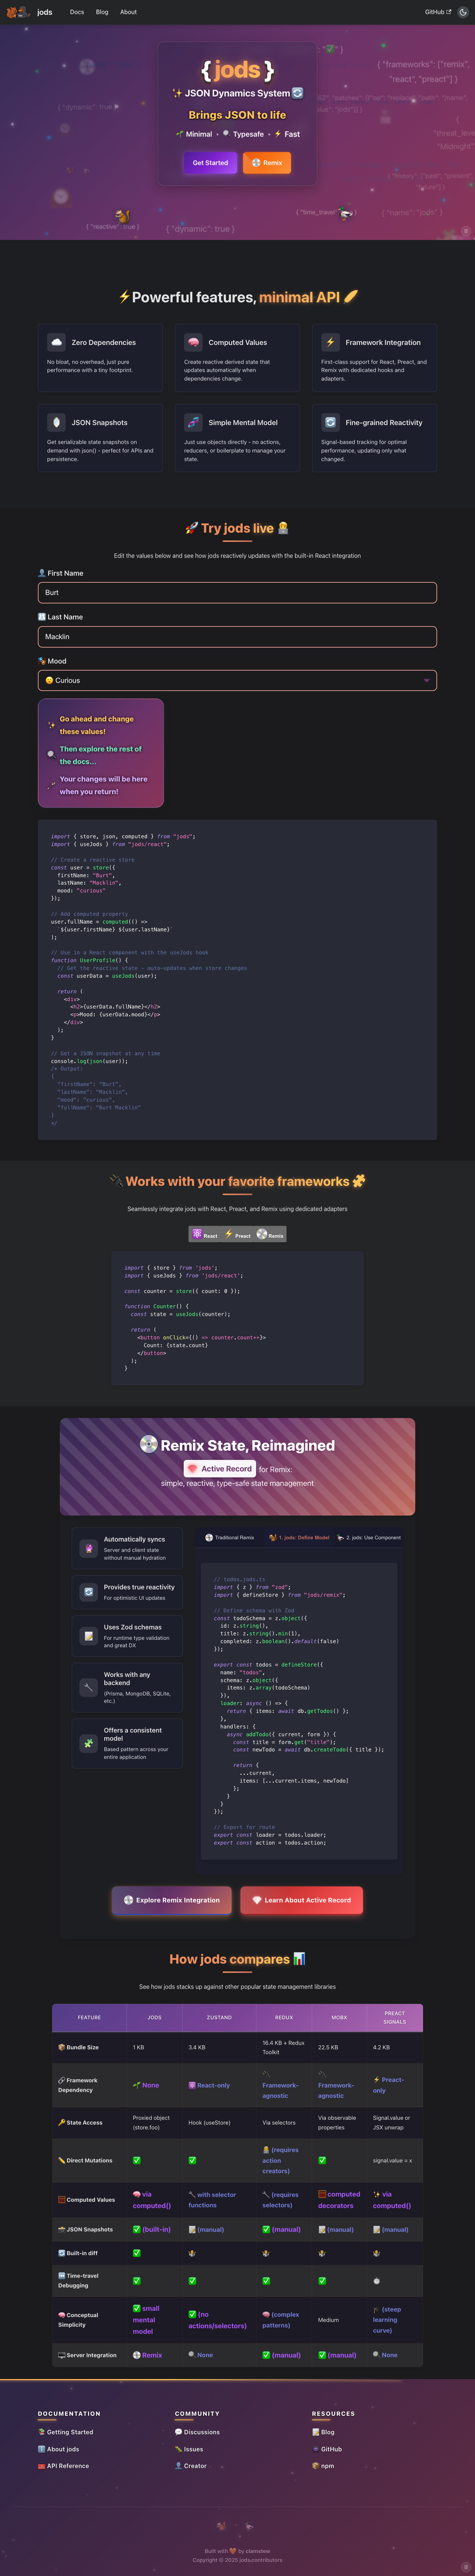 jods
Docs
Blog
About
GitHub
{ "frameworks": ["remix",
"react", "preact"] }
{ "dynamic": true }
{ jods }
JSON Dynamics System
Brings JSON to life
Minimal • Typesafe • Fast
Get Started
Remix
{ "reactive": true }
{ "dynamic": true }
{ "time_travel":
{ "name": "jods" }
Powerful features, minimal API
Zero Dependencies
No bloat, no overhead, just pure
performance with a tiny footprint.
Computed Values
Create reactive derived state that
updates automatically when
dependencies change.
Framework Integration
First-class support for React, Preact, and
Remix with dedicated hooks and
adapters.
JSON Snapshots
Get serializable state snapshots on
demand with json() - perfect for APIs and
persistence.
Simple Mental Model
Just use objects directly - no actions,
reducers, or boilerplate to manage your
state.
Fine-grained Reactivity
Signal-based tracking for optimal
performance, updating only what
changed.
Try jods live
Edit the values below and see how jods reactively updates with the built-in React integration
First Name
Burt
Last Name
Macklin
Mood
Curious
Go ahead and change
these values!
Then explore the rest of
the docs...
Your changes will be here
when you return!
import { store, json, computed } from "jods";
import { useJods } from "jods/react";
// Create a reactive store
const user = store({
firstName: "Burt",
lastName: "Macklin",
mood: "curious"
});
// Add computed property
user.fullName = computed(() =>
`${user.firstName} ${user.lastName}`
);
// Use in a React component with the useJods hook
function UserProfile() {
// Get the reactive state - auto-updates when store changes
const userData = useJods(user);
return (
<div>
<h2>{userData.fullName}</h2>
<p>Mood: {userData.mood}</p>
</div>
);
}
// Get a JSON snapshot at any time
console.log(json(user));
/* Output:
{
"firstName": "Burt",
"lastName": "Macklin",
"mood": "curious",
"fullName": "Burt Macklin"
}
*/
Works with your favorite frameworks
Seamlessly integrate jods with React, Preact, and Remix using dedicated adapters
React
Preact
Remix
import { store } from 'jods';
import { useJods } from 'jods/react';
const counter = store({ count: 0 });
function Counter() {
const state = useJods(counter);
return (
<button onClick={() => counter.count++}>
Count: {state.count}
</button>
);
}
Remix State, Reimagined
Active Record for Remix:
simple, reactive, type-safe state management
Automatically syncs
Server and client state
without manual hydration
Provides true reactivity
For optimistic UI updates
Uses Zod schemas
For runtime type validation
and great DX
Works with any
backend
(Prisma, MongoDB, SQLite,
etc.)
Offers a consistent
model
Based pattern across your
entire application
Traditional Remix
1. jods: Define Model
2. jods: Use Component
// todos.jods.ts
import { z } from "zod";
import { defineStore } from "jods/remix";
// Define schema with Zod
const todoSchema = z.object({
id: z.string(),
title: z.string().min(1),
completed: z.boolean().default(false)
});
export const todos = defineStore({
name: "todos",
schema: z.object({
items: z.array(todoSchema)
}),
loader: async () => {
return { items: await db.getTodos() };
},
handlers: {
async addTodo({ current, form }) {
const title = form.get("title");
const newTodo = await db.createTodo({ title });
return {
...current,
items: [...current.items, newTodo]
};
}
}
});
// Export for route
export const loader = todos.loader;
export const action = todos.action;
Explore Remix Integration
Learn About Active Record
How jods compares
See how jods stacks up against other popular state management libraries
FEATURE JODS ZUSTAND REDUX MOBX PREACT SIGNALS
Bundle Size 1 KB 3.4 KB 16.4 KB + Redux Toolkit 22.5 KB 4.2 KB
Framework Dependency None React-only Framework-agnostic Framework-agnostic Preact-only
State Access Proxied object (store.foo) Hook (useStore) Via selectors Via observable properties Signal.value or JSX unwrap
Direct Mutations (requires action creators) signal.value = x
Computed Values via computed() with selector functions (requires selectors) computed decorators via computed()
JSON Snapshots (built-in) (manual) (manual) (manual) (manual)
Built-in diff
Time-travel Debugging
Conceptual Simplicity small mental model (no actions/selectors) (complex patterns) Medium (steep learning curve)
Server Integration Remix None (manual) (manual) None
DOCUMENTATION
Getting Started
About jods
API Reference
COMMUNITY
Discussions
Issues
Creator
RESOURCES
Blog
GitHub
npm
Built with by clamstew
Copyright © 2025 jods.contributors